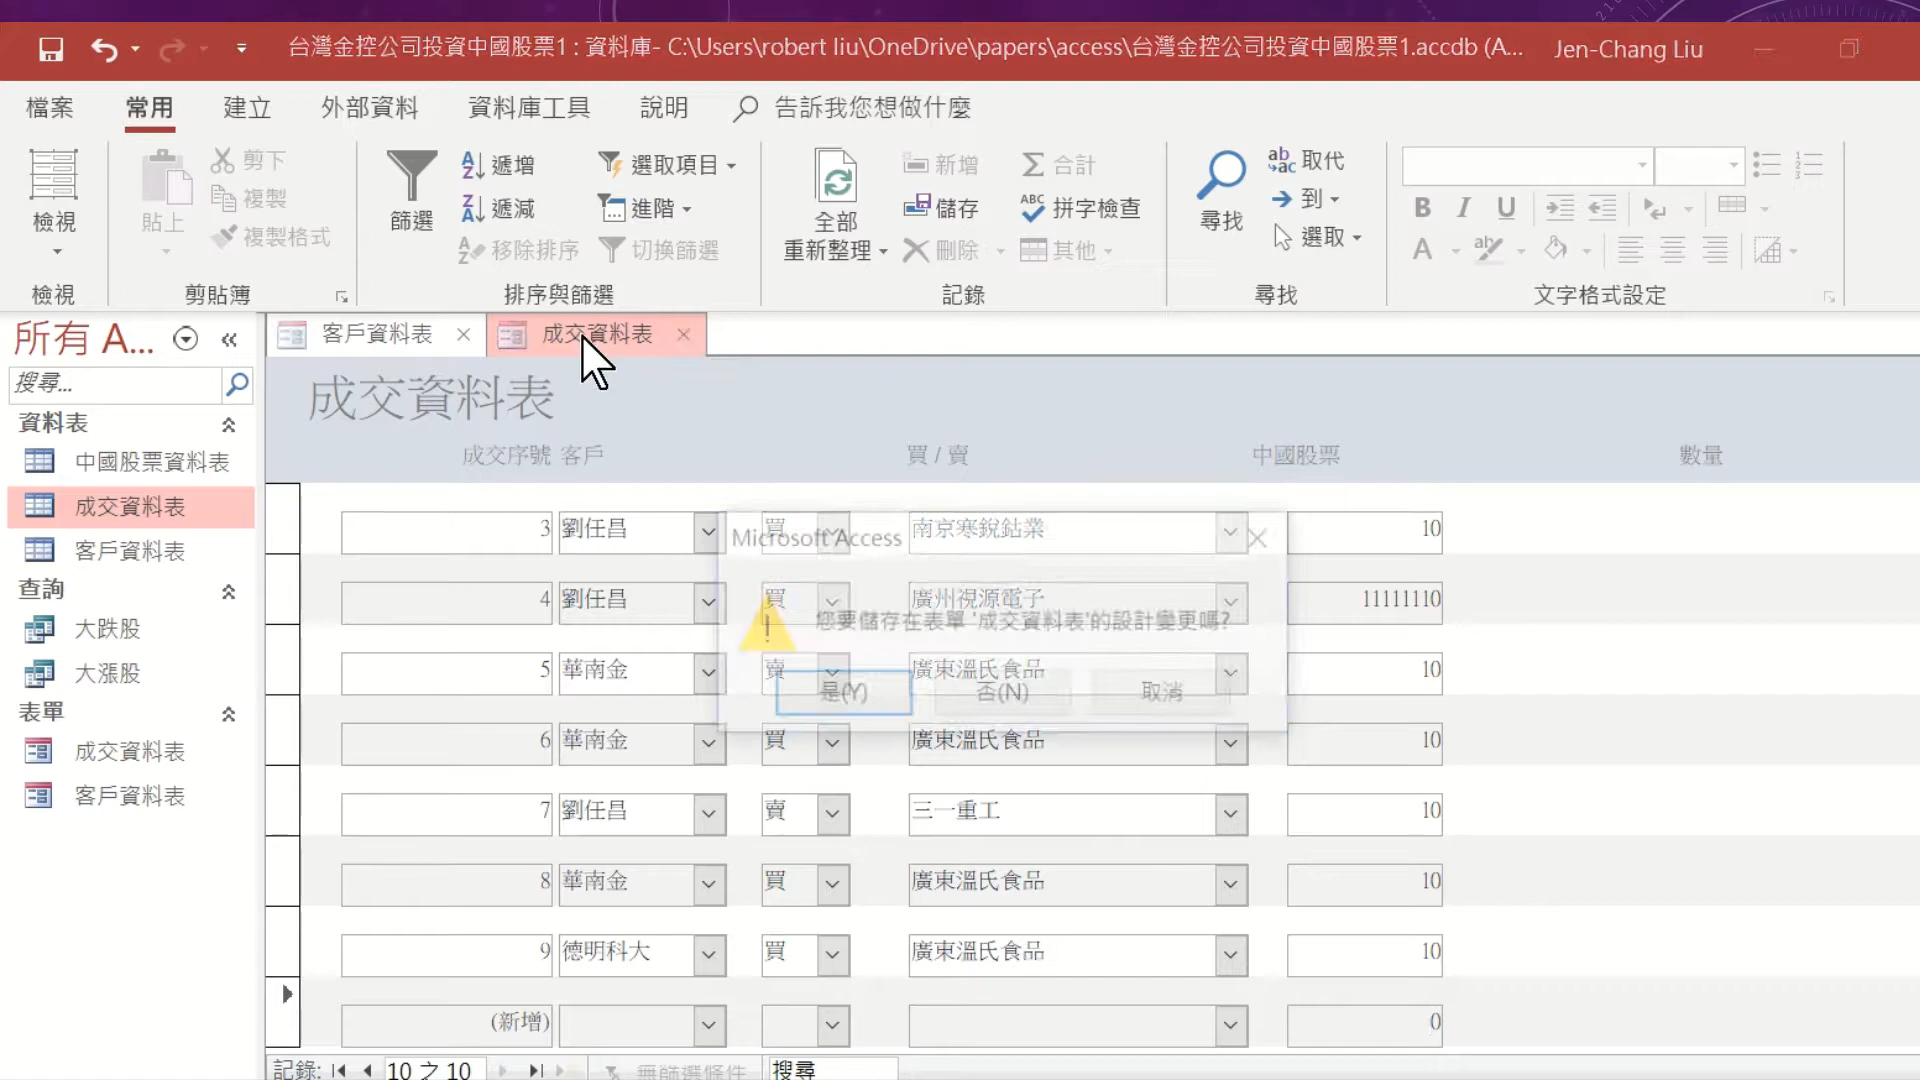 台灣金控公司投資中國股票1 : 資料庫- C:\Users\robert liu\OneDrive\papers\access\台灣金控公司投資中國股票1.accdb (A... Jen-Chang Liu
檔案 常用 建立 外部資料 資料庫工具 說明 告訴我您想做什麼
剪下 遞增 選取項目 新增 合計 取代
複製 遞減 進階 儲存 拼字檢查 到
檢視 貼上 複製格式 篩選 移除排序 切換篩選 全部重新整理 刪除 其他 尋找 選取
檢視 剪貼簿 排序與篩選 記錄 尋找 文字格式設定
所有 A... 客戶資料表 成交資料表
搜尋...
成交資料表
資料表
成交序號 客戶 買 / 賣 中國股票 數量
中國股票資料表
成交資料表
客戶資料表
查詢
大跌股
大漲股
表單
成交資料表
客戶資料表
3 劉任昌 買 南京寒銳鈷業 10
Microsoft Access
4 劉任昌 買 廣州視源電子 11111110
您要儲存在表單 '成交資料表'的設計變更嗎?
5 華南金 賣 廣東溫氏食品 10
是(Y) 否(N) 取消
6 華南金 買 廣東溫氏食品 10
7 劉任昌 賣 三一重工 10
8 華南金 買 廣東溫氏食品 10
9 德明科大 買 廣東溫氏食品 10
(新增) 0
記錄: 10 之 10 無篩選條件 搜尋